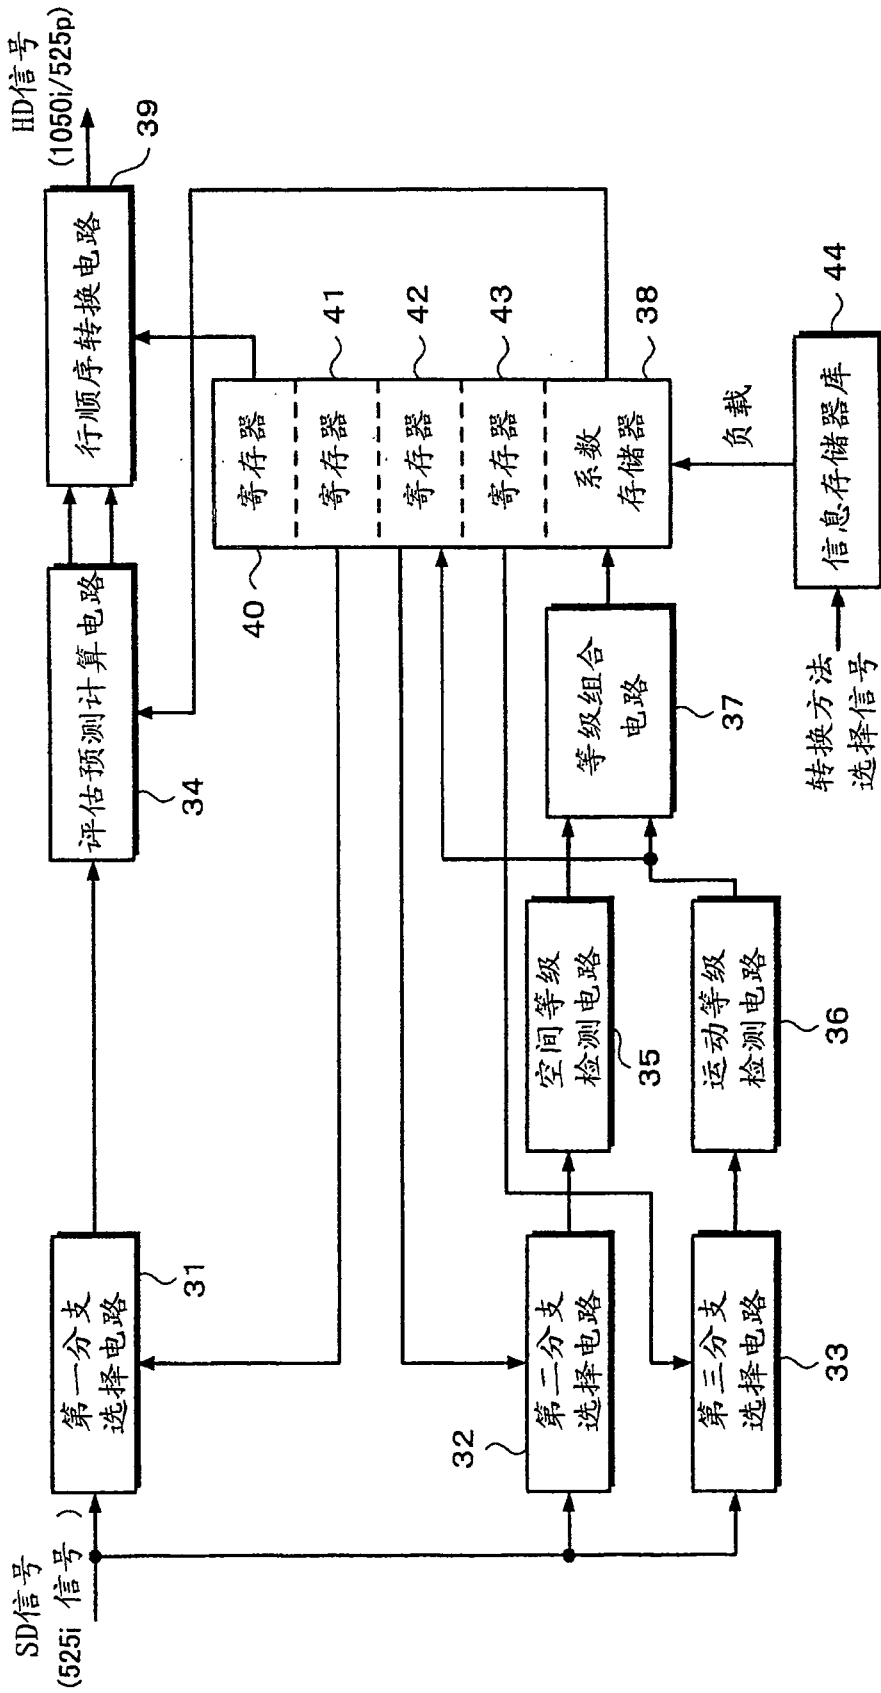 SD信号
(525i 信号)
第一分支
选择电路
31
评估预测计算电路
34
行顺序转换电路
39
HD信号
(1050i/525p)
寄存器
40
寄存器
41
寄存器
42
寄存器
43
系数
存储器
38
第二分支
选择电路
32
空间等级
检测电路
35
等级组合
电路
37
第三分支
选择电路
33
运动等级
检测电路
36
负载
信息存储器库
44
转换方法
选择信号